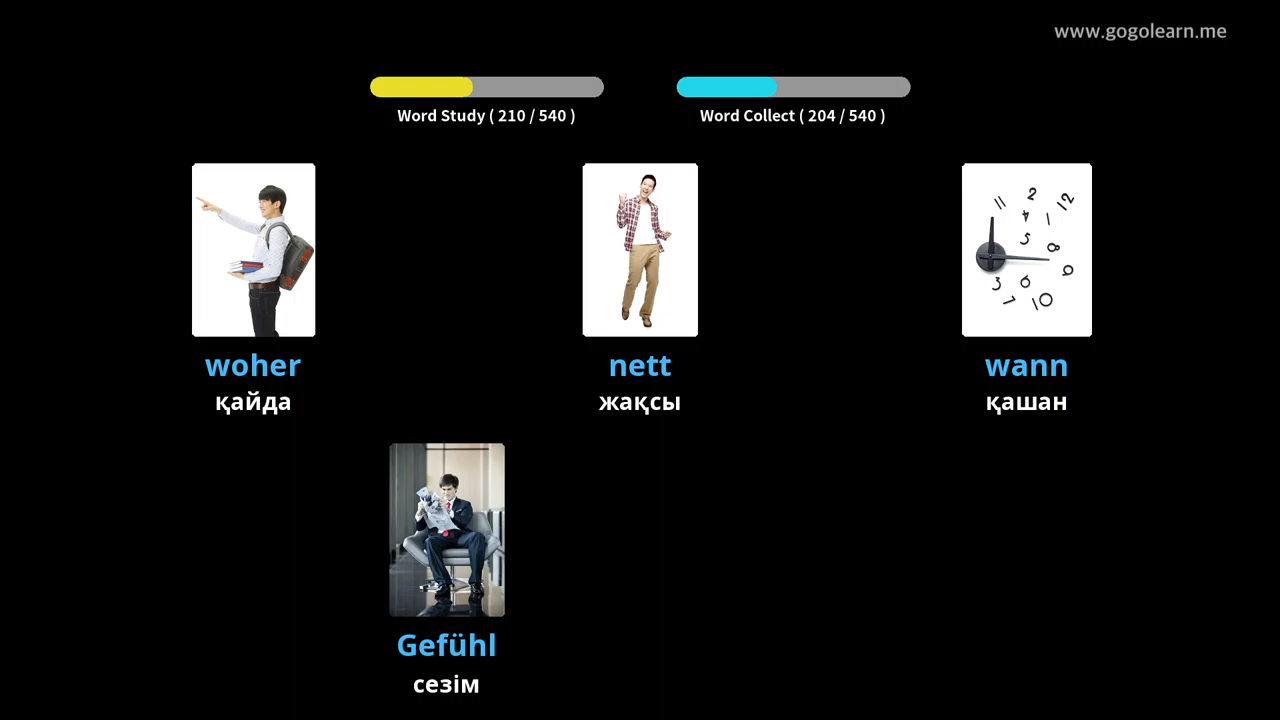 www.gogolearn.me
Word Study ( 210 / 540 )
Word Collect ( 204 / 540 )
woher
қайда
nett
жақсы
wann
қашан
Gefühl
сезім